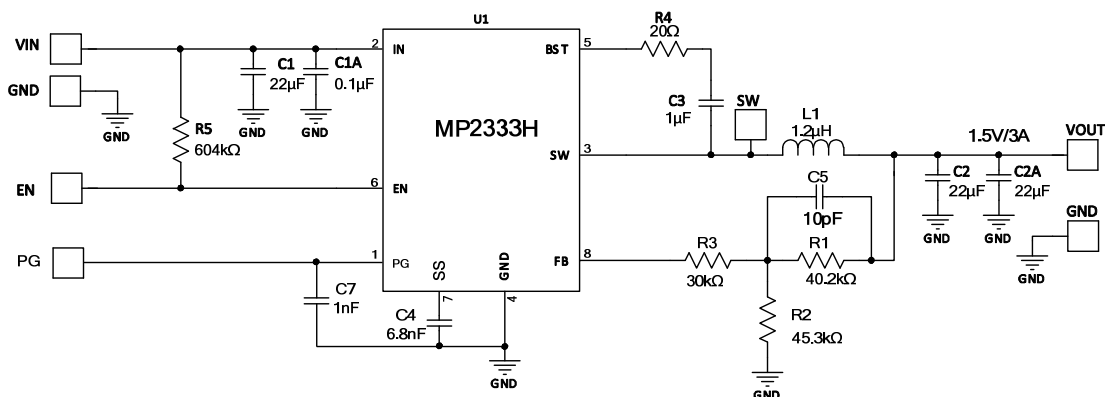 U1
VIN
GND
GND
R5
604kΩ
EN
PG
C1
22µF
GND
C1A
0.1µF
GND
2
IN
MP2333H
6
EN
1
PG
SS
7
GND
4
BST
5
SW
3
FB
8
C7
1nF
C4
6.8nF
GND
R4
20Ω
C3
1µF
SW
L1
1.2µH
1.5V/3A
VOUT
C5
10pF
R3
30kΩ
R1
40.2kΩ
R2
45.3kΩ
GND
C2
22µF
GND
C2A
22µF
GND
GND
GND